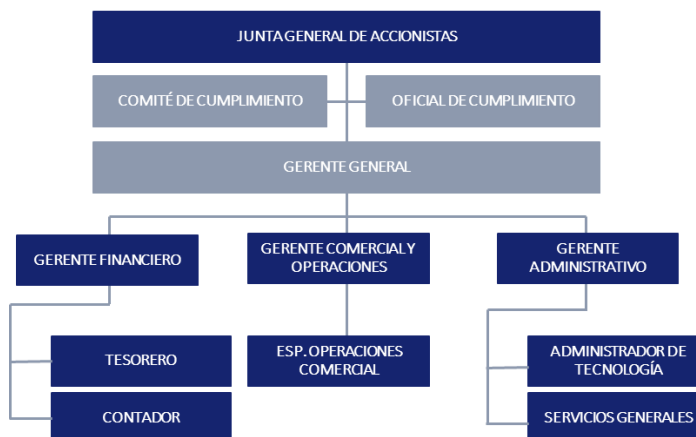 JUNTA GENERAL DE ACCIONISTAS
COMITÉ DE CUMPLIMIENTO
OFICIAL DE CUMPLIMIENTO
GERENTE GENERAL
GERENTE FINANCIERO
GERENTE COMERCIAL Y
OPERACIONES
GERENTE
ADMINISTRATIVO
TESORERO
ESP. OPERACIONES
COMERCIAL
ADMINISTRADOR DE
TECNOLOGÍA
CONTADOR
SERVICIOS GENERALES